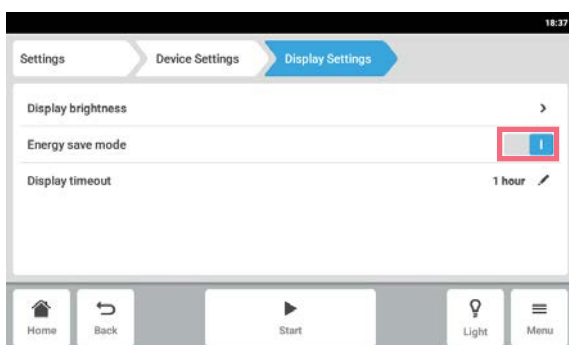 18:37
Settings
Device Settings
Display Settings
Display brightness
Energy save mode
Display timeout
1 hour
Home
Back
Start
Light
Menu